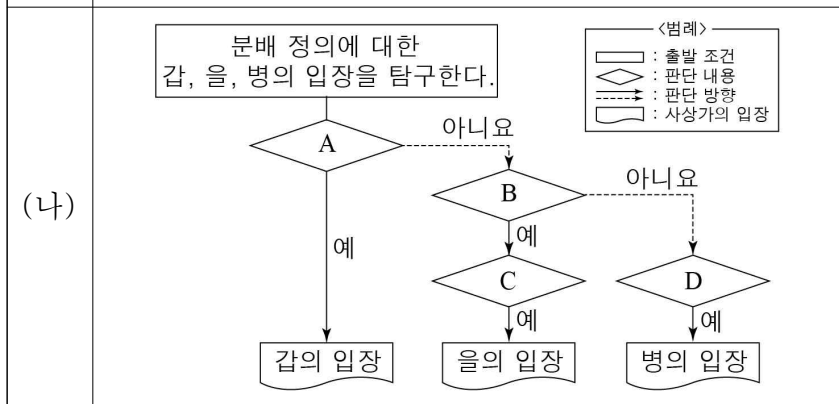 (나)
분배 정의에 대한
갑, 을, 병의 입장을 탐구한다.
<범례>
: 출발 조건
: 판단 내용
: 판단 방향
: 사상가의 입장
A
아니요
B
아니요
예
예
C
D
예
예
갑의 입장
을의 입장
병의 입장